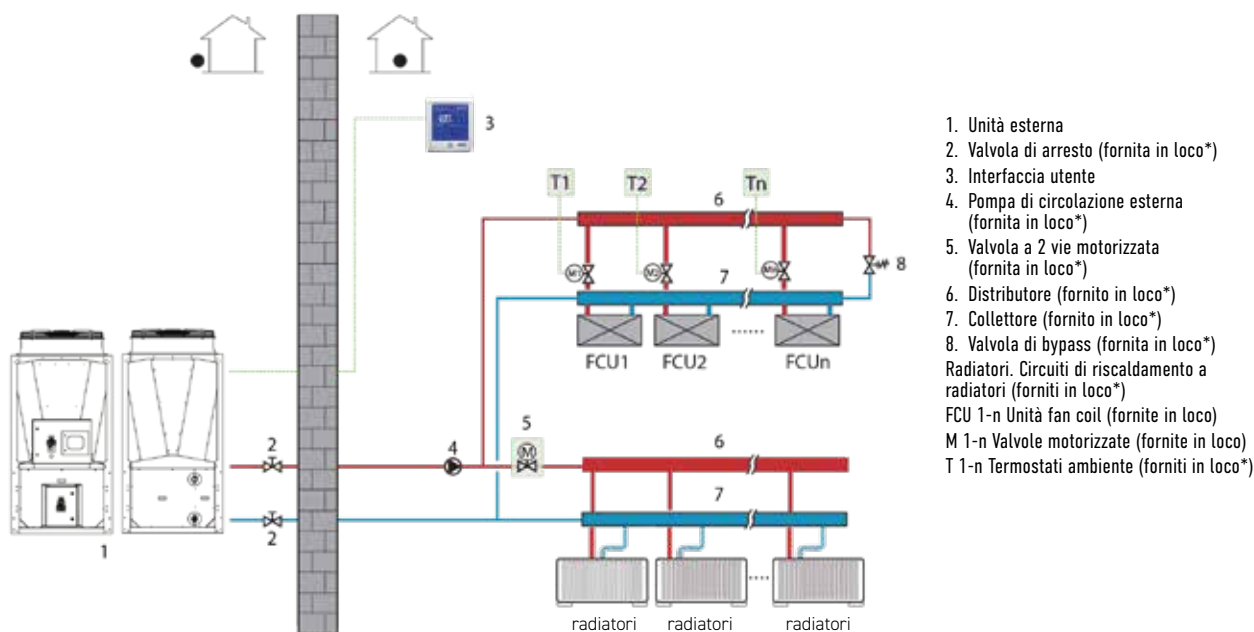 3
T1
T2
Tn
6
M1
M2
Mn
8
7
FCU1
FCU2
......
FCUn
5
M
2
4
6
7
2
1
....
radiatori
radiatori
radiatori
1. Unità esterna
2. Valvola di arresto (fornita in loco*)
3. Interfaccia utente
4. Pompa di circolazione esterna
(fornita in loco*)
5. Valvola a 2 vie motorizzata
(fornita in loco*)
6. Distributore (fornito in loco*)
7. Collettore (fornito in loco*)
8. Valvola di bypass (fornita in loco*)
Radiatori. Circuiti di riscaldamento a
radiatori (forniti in loco*)
FCU 1-n Unità fan coil (fornite in loco)
M 1-n Valvole motorizzate (fornite in loco)
T 1-n Termostati ambiente (forniti in loco*)